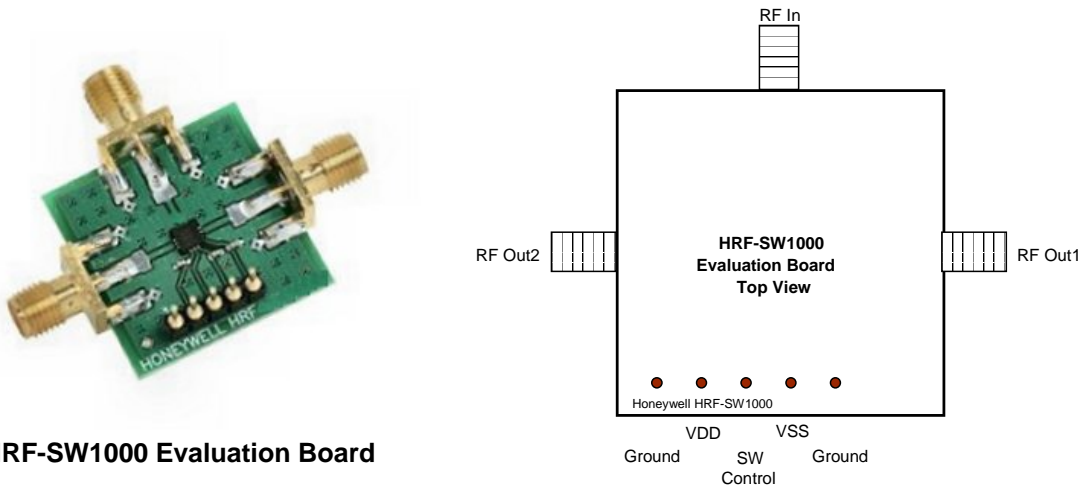 RF In
RF Out2
HRF-SW1000
Evaluation Board
Top View
RF Out1
HONEYWELL HRF
Honeywell HRF-SW1000
VDD
VSS
Ground
SW
Control
Ground
RF-SW1000 Evaluation Board